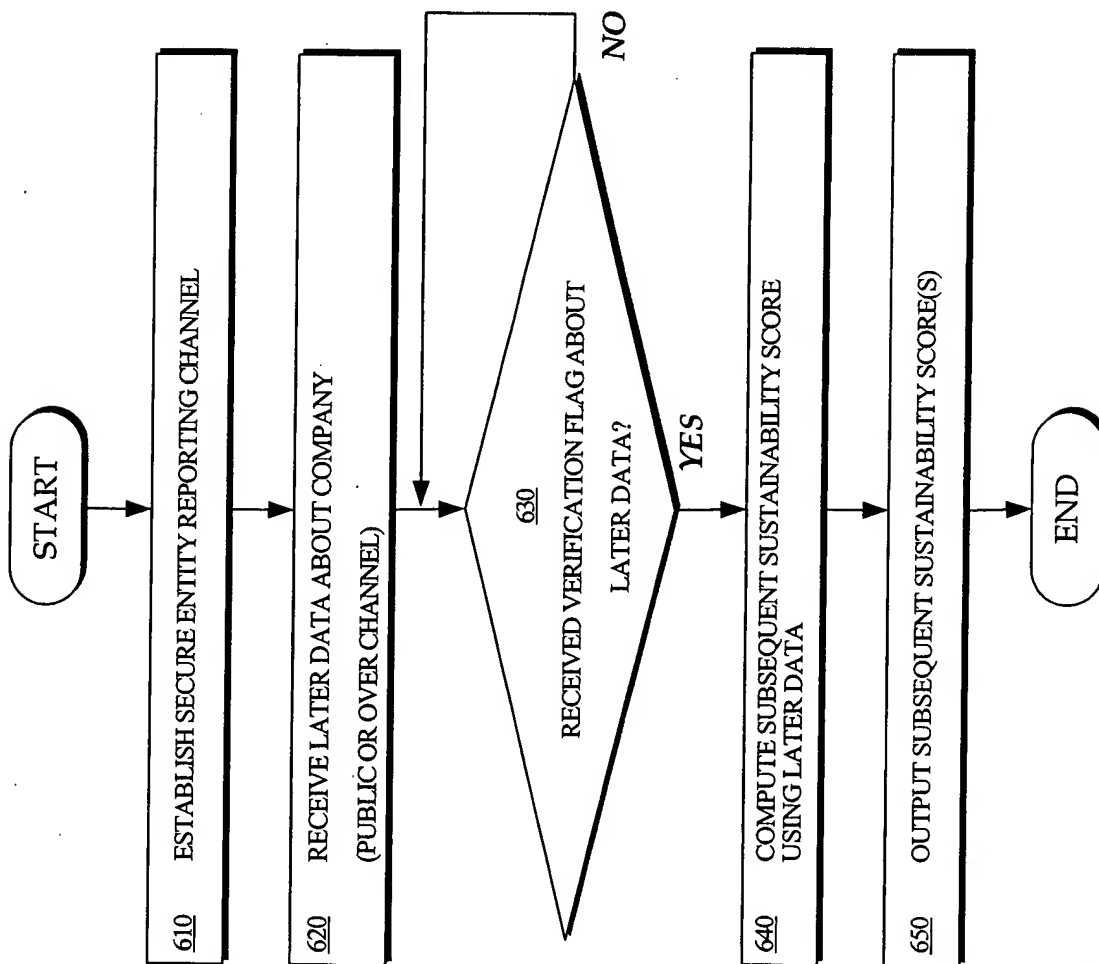 START
610 ESTABLISH SECURE ENTITY REPORTING CHANNEL
620 RECEIVE LATER DATA ABOUT COMPANY
(PUBLIC OR OVER CHANNEL)
630
RECEIVED VERIFICATION FLAG ABOUT
LATER DATA?
NO
YES
640 COMPUTE SUBSEQUENT SUSTAINABILITY SCORE
USING LATER DATA
650 OUTPUT SUBSEQUENT SUSTAINABILITY SCORE(S)
END